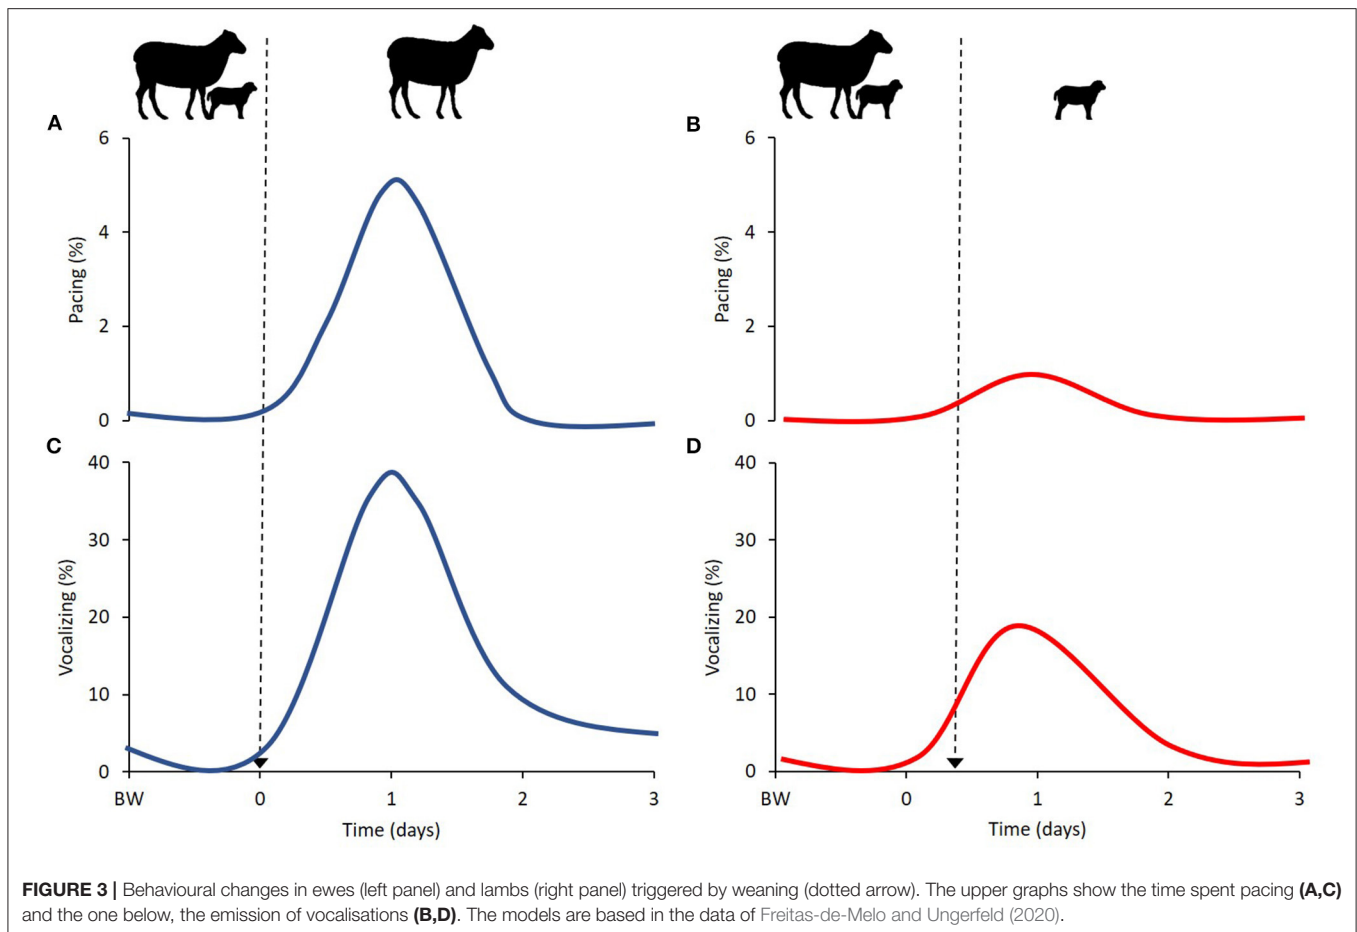 A
6
4
2
0
Pacing (%)
B
6
4
2
0
Pacing (%)
C
40
30
20
10
0
Vocalizing (%)
BW 0 1 2 3
Time (days)
D
40
30
20
10
0
Vocalizing (%)
BW 0 1 2 3
Time (days)
FIGURE 3 | Behavioural changes in ewes (left panel) and lambs (right panel) triggered by weaning (dotted arrow). The upper graphs show the time spent pacing (A,C)
and the one below, the emission of vocalisations (B,D). The models are based in the data of Freitas-de-Melo and Ungerfeld (2020).